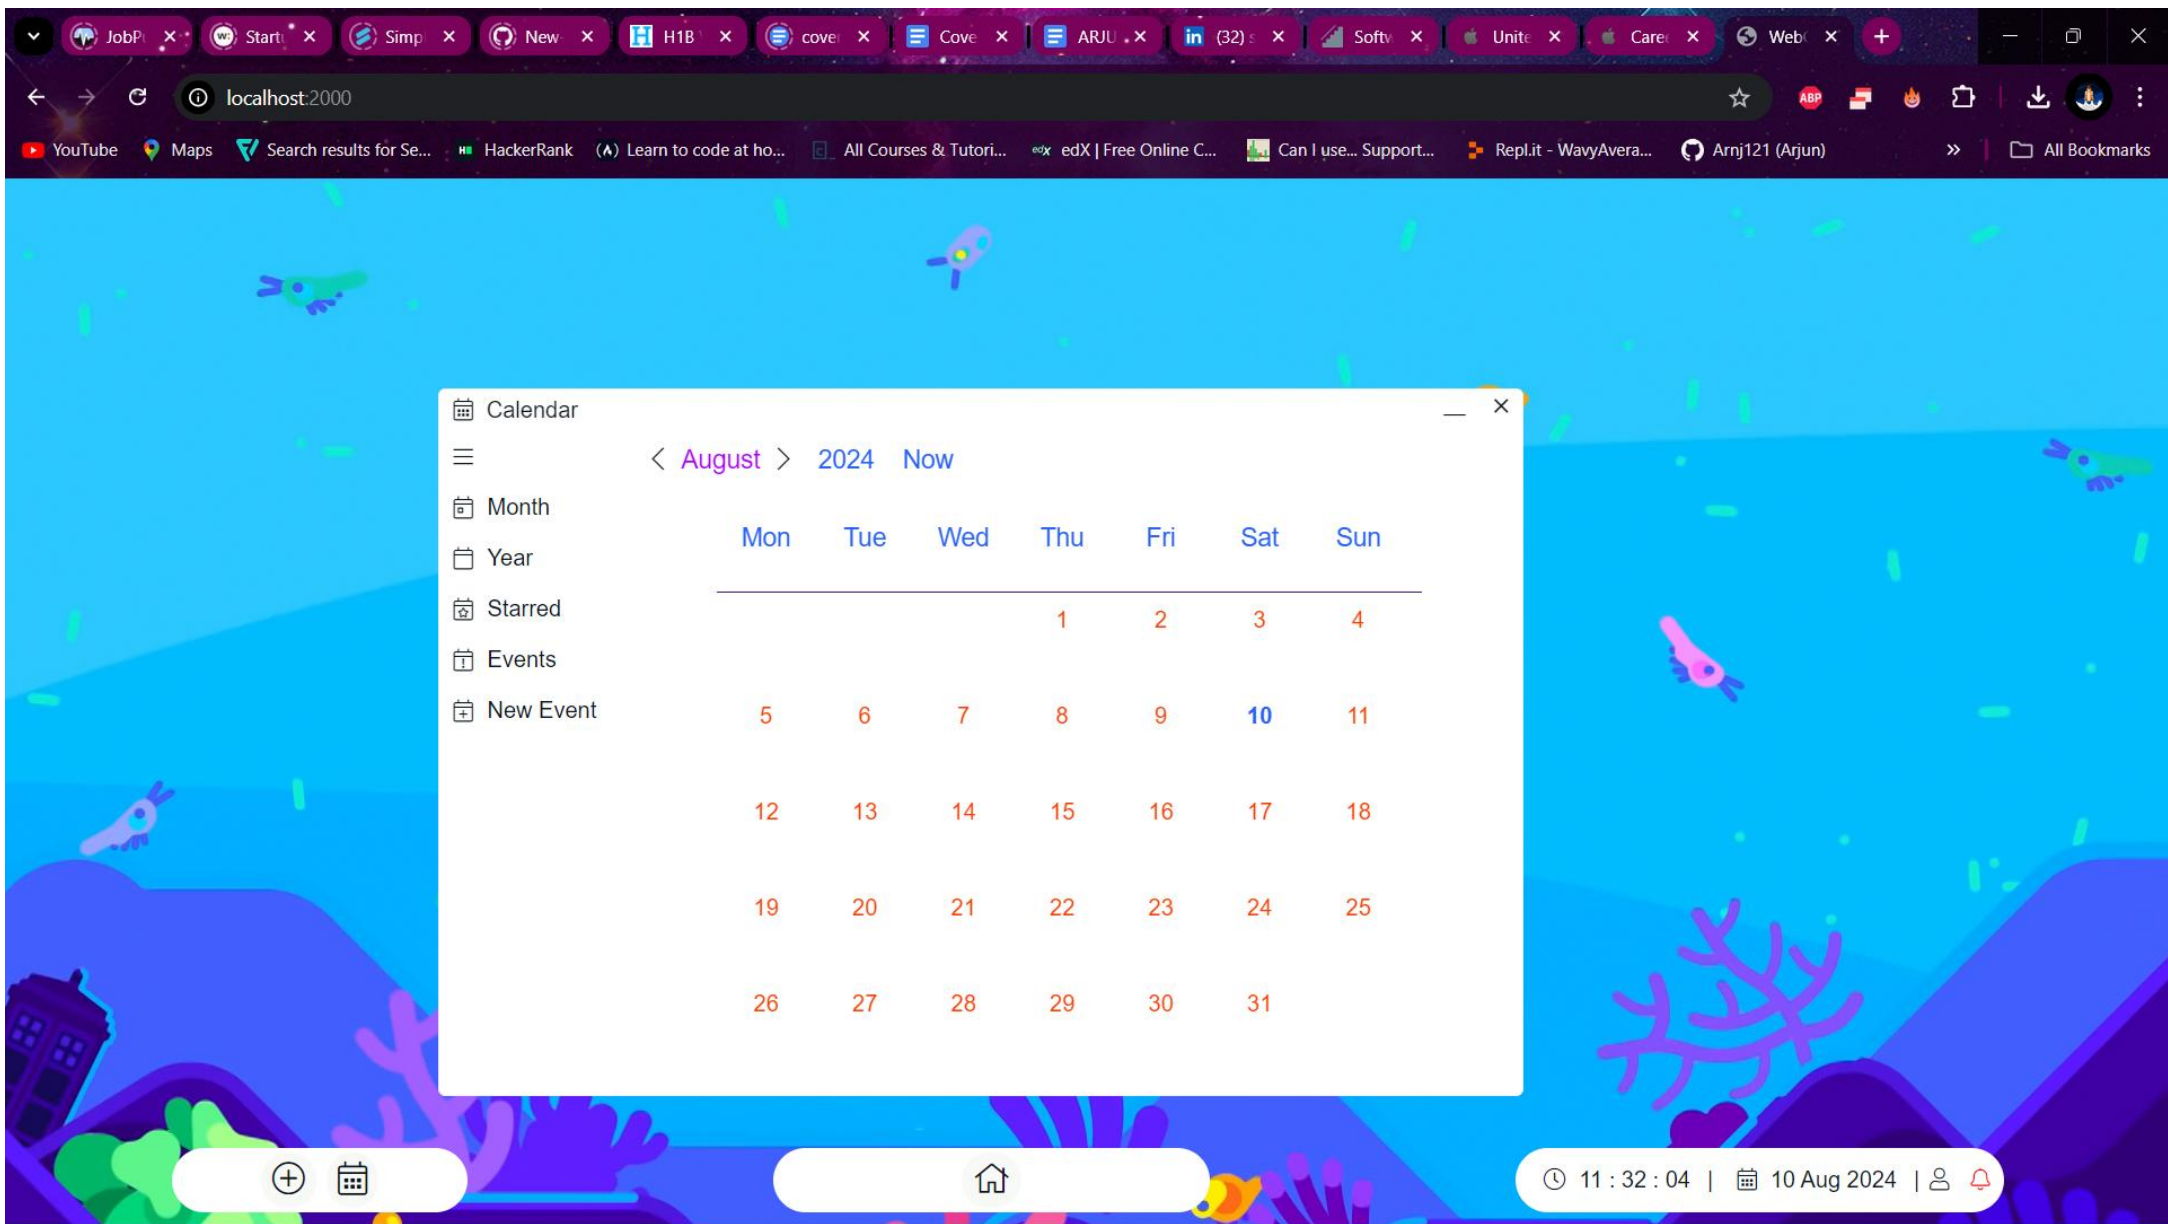 JobP
Start
Simp
New-
H1B
cover
Cove
ARJU
in (32) s
Softw
Unite
Care
Web
localhost:2000
ABP
YouTube Maps Search results for Se... HackerRank (A) Learn to code at ho... All Courses & Tutori... edX edX | Free Online C... Can I use... Support... Repl.it - WavyAvera... Arnj121 (Arjun) » All Bookmarks
Calendar
August 2024 Now
Month
Year
Starred
Events
New Event
Mon Tue Wed Thu Fri Sat Sun
1 2 3 4
5 6 7 8 9 10 11
12 13 14 15 16 17 18
19 20 21 22 23 24 25
26 27 28 29 30 31
11 : 32 : 04 | 10 Aug 2024 |